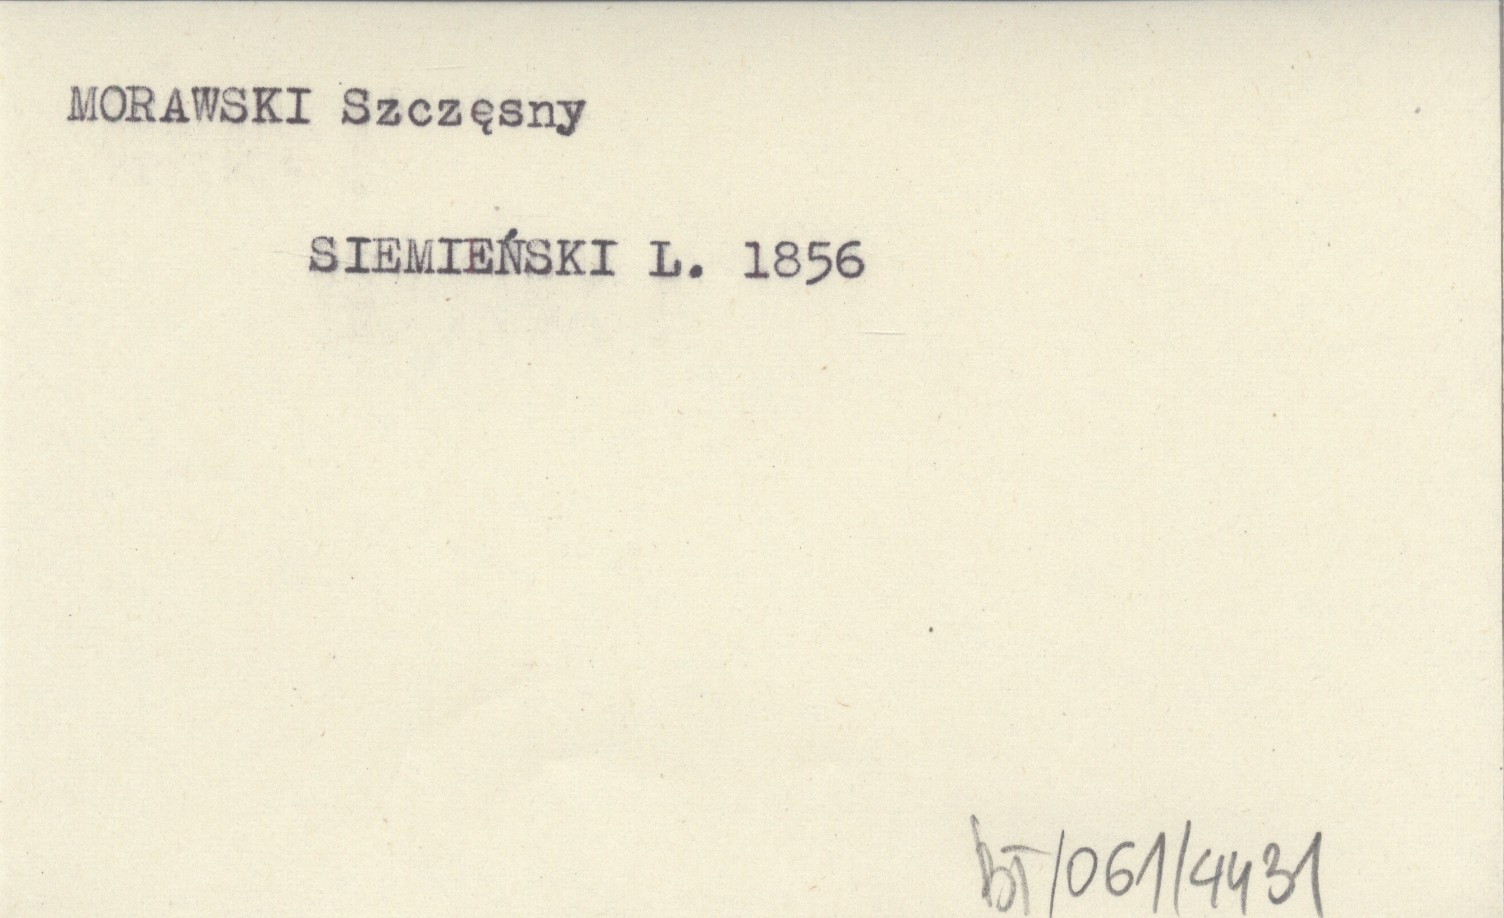 MORAWSKI Szczęsny
SIEMIEŃSKI L. 1856
BT/061/4431